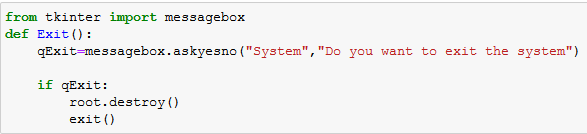 from tkinter import messagebox
def Exit():
    qExit=messagebox.askyesno("System","Do you want to exit the system")

    if qExit:
        root.destroy()
        exit()